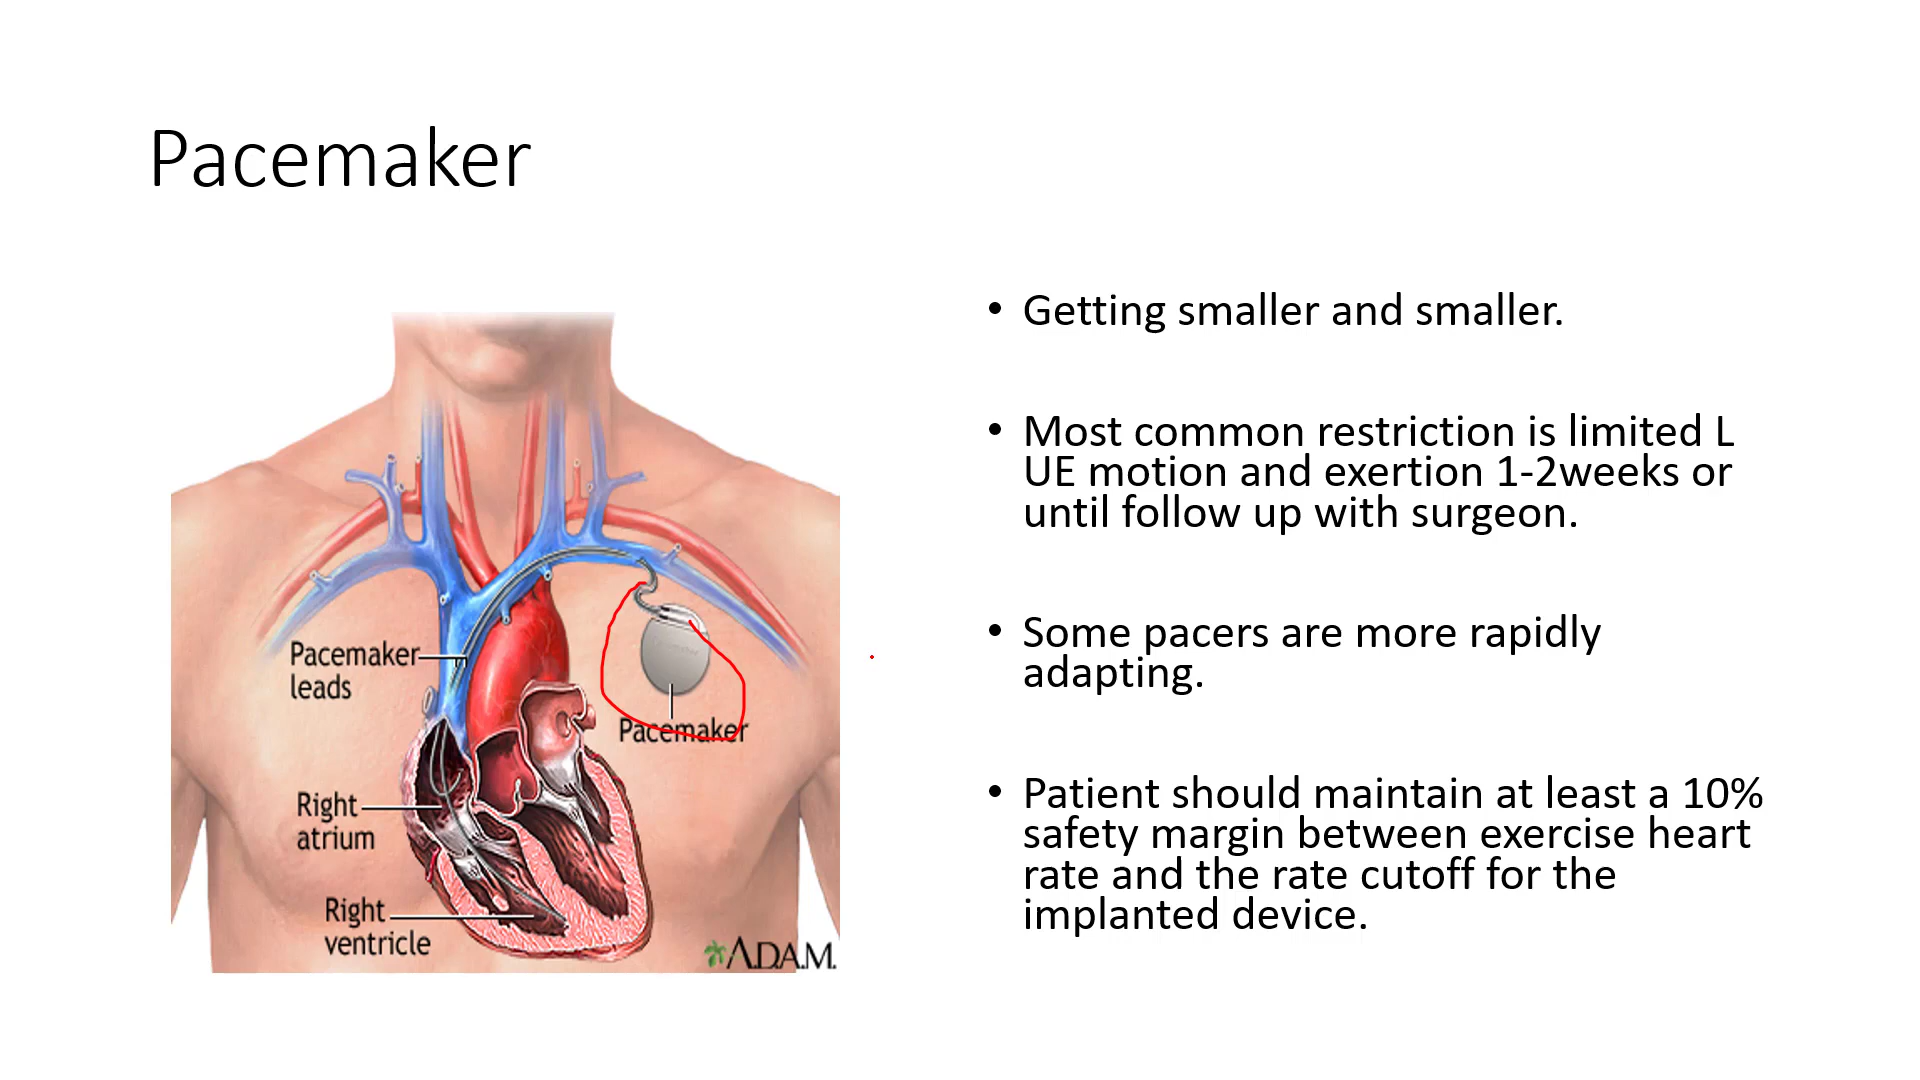 Pacemaker
• Getting smaller and smaller.
• Most common restriction is limited L
UE motion and exertion 1-2weeks or
until follow up with surgeon.
• Some pacers are more rapidly
adapting.
• Patient should maintain at least a 10%
safety margin between exercise heart
rate and the rate cutoff for the
implanted device.
Pacemaker
leads
Pacemaker
Right
atrium
Right
ventricle
A.D.A.M.